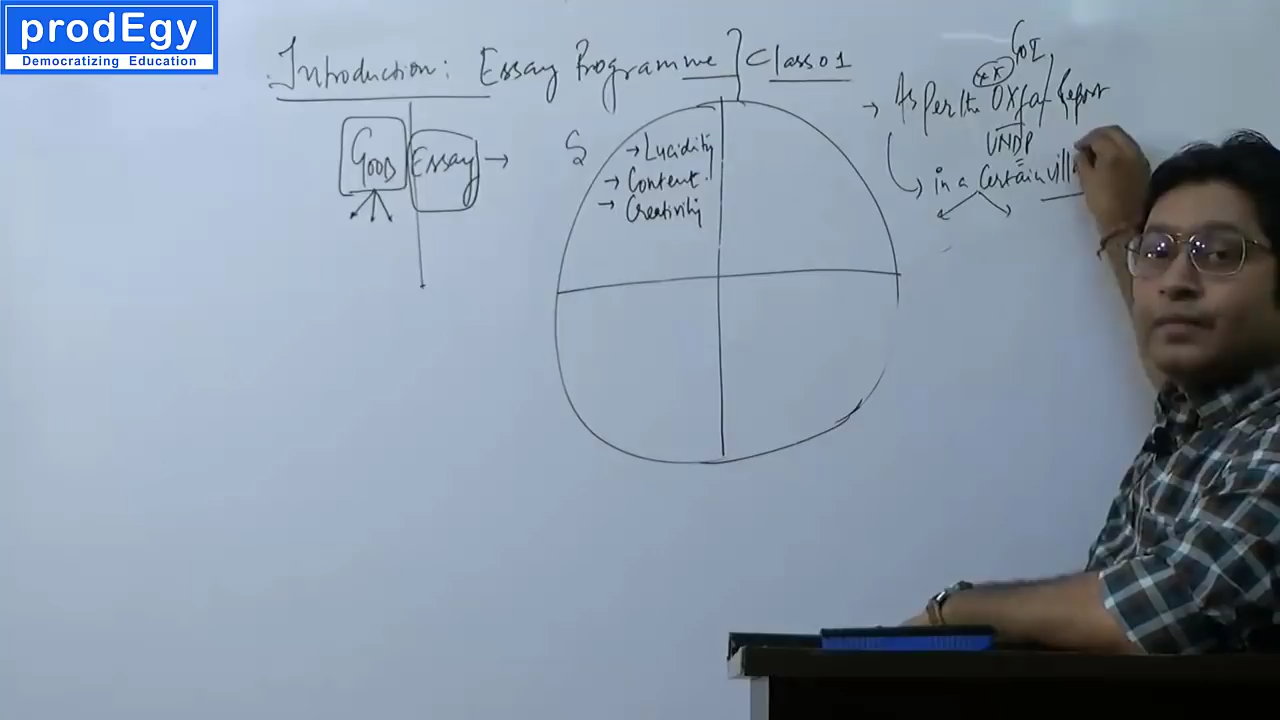 prodEgy
Democratizing Education
Introduction: Essay Programme Class 01
GOOD Essay →
→ Lucidity
→ Content
→ Creativity
GOI
→ As Per the Oxfam Report
UNDP
→ in a Certain villa